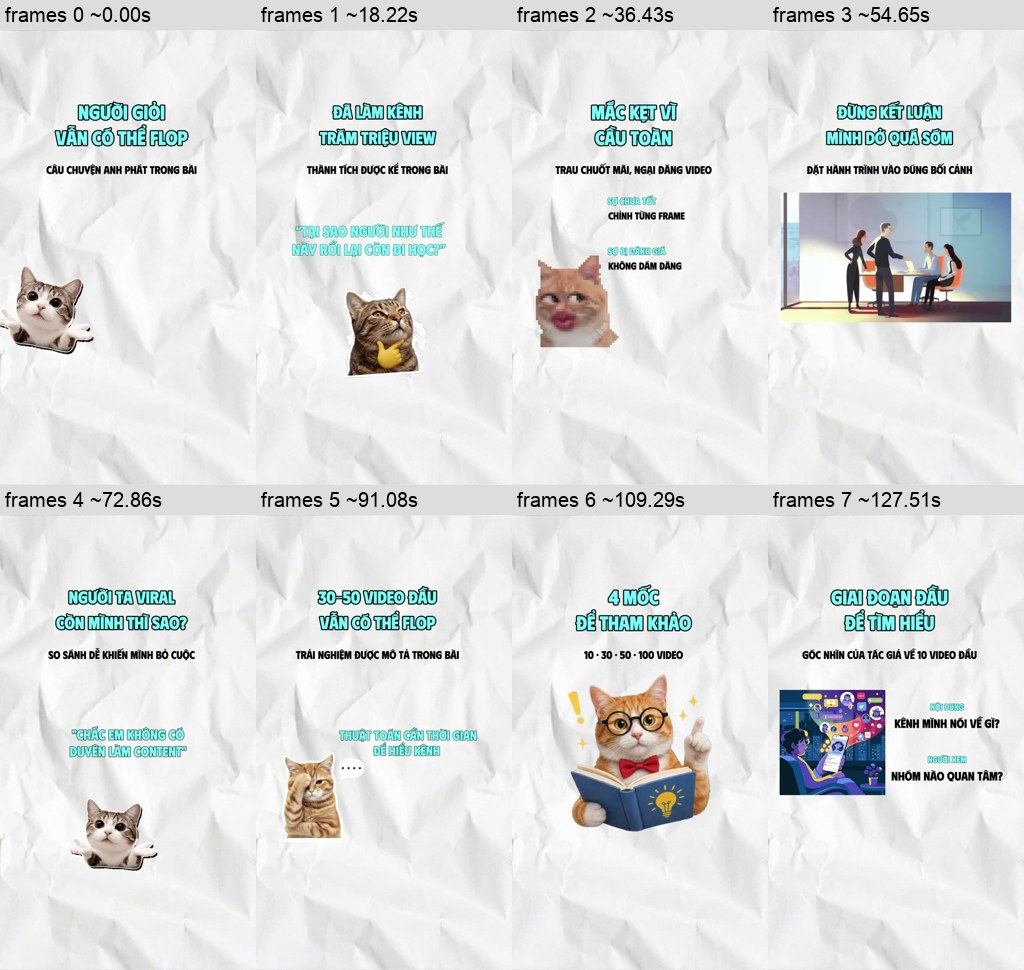 frames 0 ~0.00s
NGƯỜI GIỎI
VẪN CÓ THỂ FLOP
CÂU CHUYỆN ANH PHÁT TRONG BÀI
frames 1 ~18.22s
ĐÃ LÀM KÊNH
TRĂM TRIỆU VIEW
THÀNH TÍCH ĐƯỢC KỂ TRONG BÀI
"TẠI SAO NGƯỜI NHƯ THẾ
NÀY RỒI LẠI CÒN ĐI HỌC?"
frames 2 ~36.43s
MẮC KẸT VÌ
CẦU TOÀN
TRAU CHUỐT MÃI, NGẠI ĐĂNG VIDEO
SỢ CHƯA TỐT
CHỈNH TỪNG FRAME
SỢ BỊ ĐÁNH GIÁ
KHÔNG DÁM ĐĂNG
frames 3 ~54.65s
ĐỪNG KẾT LUẬN
MÌNH DỞ QUÁ SỚM
ĐẶT HÀNH TRÌNH VÀO ĐÚNG BỐI CẢNH
frames 4 ~72.86s
NGƯỜI TA VIRAL
CÒN MÌNH THÌ SAO?
SO SÁNH DỄ KHIẾN MÌNH BỎ CUỘC
"CHẮC EM KHÔNG CÓ
DUYÊN LÀM CONTENT"
frames 5 ~91.08s
30-50 VIDEO ĐẦU
VẪN CÓ THỂ FLOP
TRẢI NGHIỆM ĐƯỢC MÔ TẢ TRONG BÀI
THUẬT TOÁN CẦN THỜI GIAN
ĐỂ HIỂU KÊNH
frames 6 ~109.29s
4 MỐC
ĐỂ THAM KHẢO
10 · 30 · 50 · 100 VIDEO
frames 7 ~127.51s
GIAI ĐOẠN ĐẦU
ĐỂ TÌM HIỂU
GÓC NHÌN CỦA TÁC GIẢ VỀ 10 VIDEO ĐẦU
NỘI DUNG
KÊNH MÌNH NÓI VỀ GÌ?
NGƯỜI XEM
NHÓM NÀO QUAN TÂM?